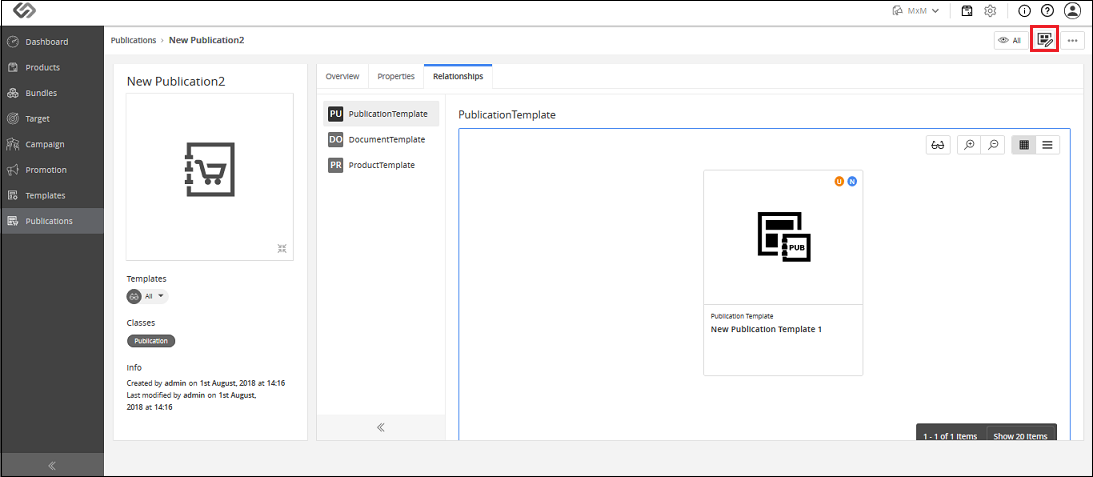 MxM
Dashboard
Products
Bundles
Target
Campaign
Promotion
Templates
Publications
Publications › New Publication2
All
New Publication2
Templates
All
Classes
Publication
Info
Created by admin on 1st August, 2018 at 14:16
Last modified by admin on 1st August,
2018 at 14:16
Overview Properties Relationships
PU PublicationTemplate
DO DocumentTemplate
PR ProductTemplate
PublicationTemplate
U N
PUB
Publication Template
New Publication Template 1
1 - 1 of 1 Items Show 20 Items